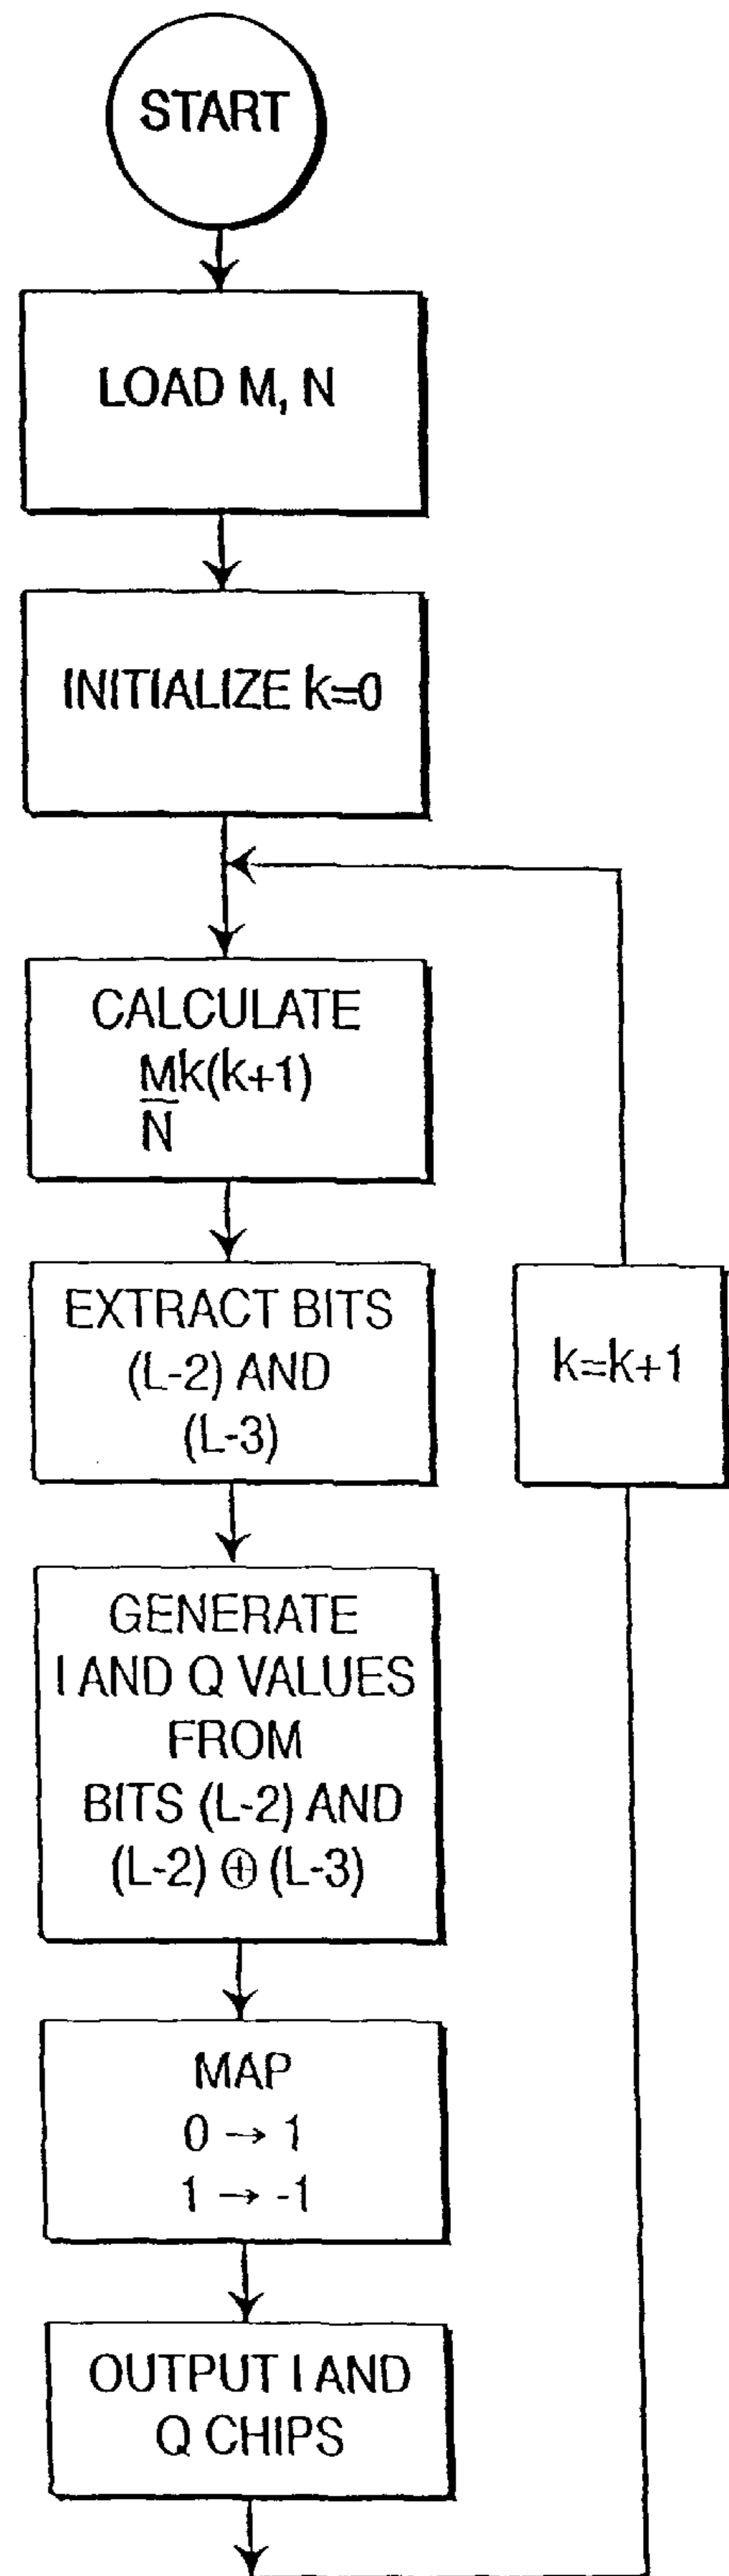 START
LOAD M, N
INITIALIZE k=0
CALCULATE
M/N k(k+1)
EXTRACT BITS
(L-2) AND
(L-3)
k=k+1
GENERATE
I AND Q VALUES
FROM
BITS (L-2) AND
(L-2) ⊕ (L-3)
MAP
0 → 1
1 → -1
OUTPUT I AND
Q CHIPS